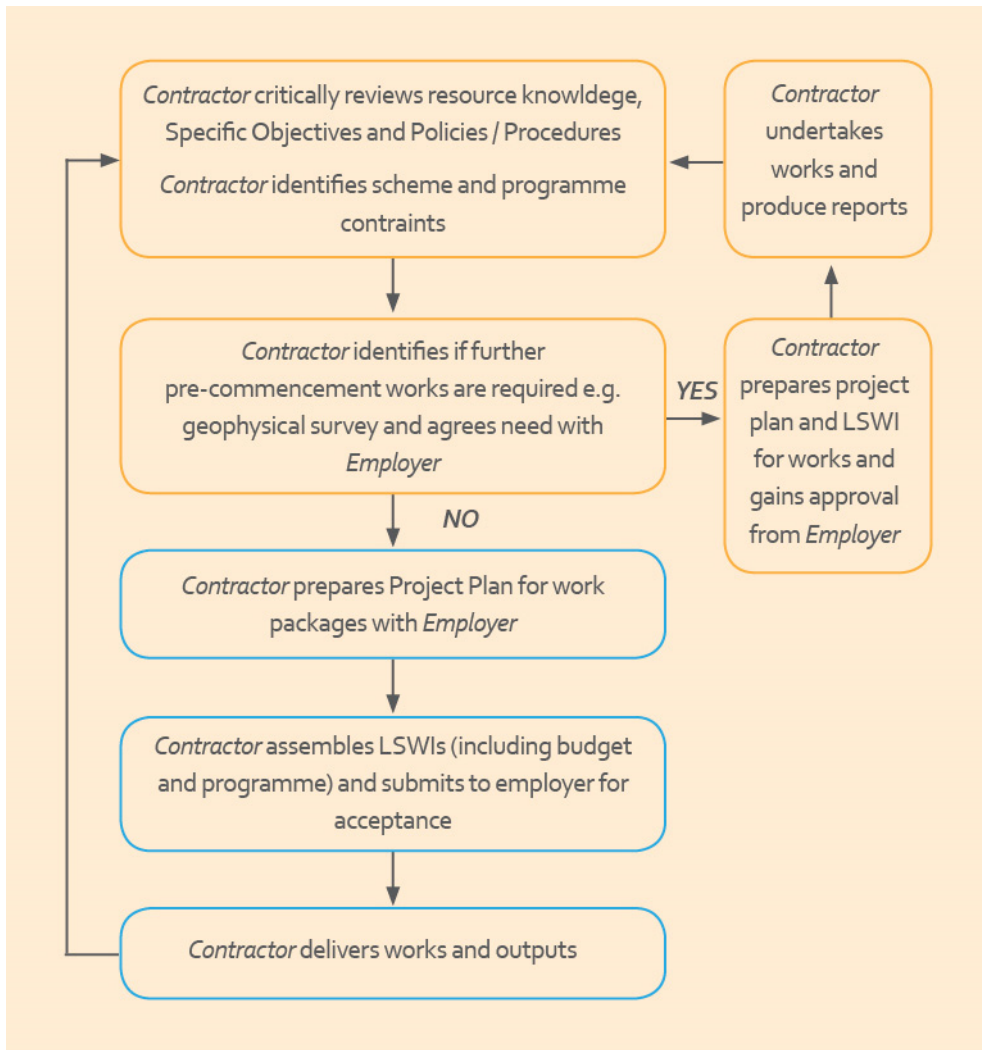 Contractor critically reviews resource knowldege,
Specific Objectives and Policies / Procedures
Contractor identifies scheme and programme
contraints
Contractor
undertakes
works and
produce reports
Contractor identifies if further
pre-commencement works are required e.g.
geophysical survey and agrees need with
Employer
YES
Contractor
prepares project
plan and LSWI
for works and
gains approval
from Employer
NO
Contractor prepares Project Plan for work
packages with Employer
Contractor assembles LSWIs (including budget
and programme) and submits to employer for
acceptance
Contractor delivers works and outputs